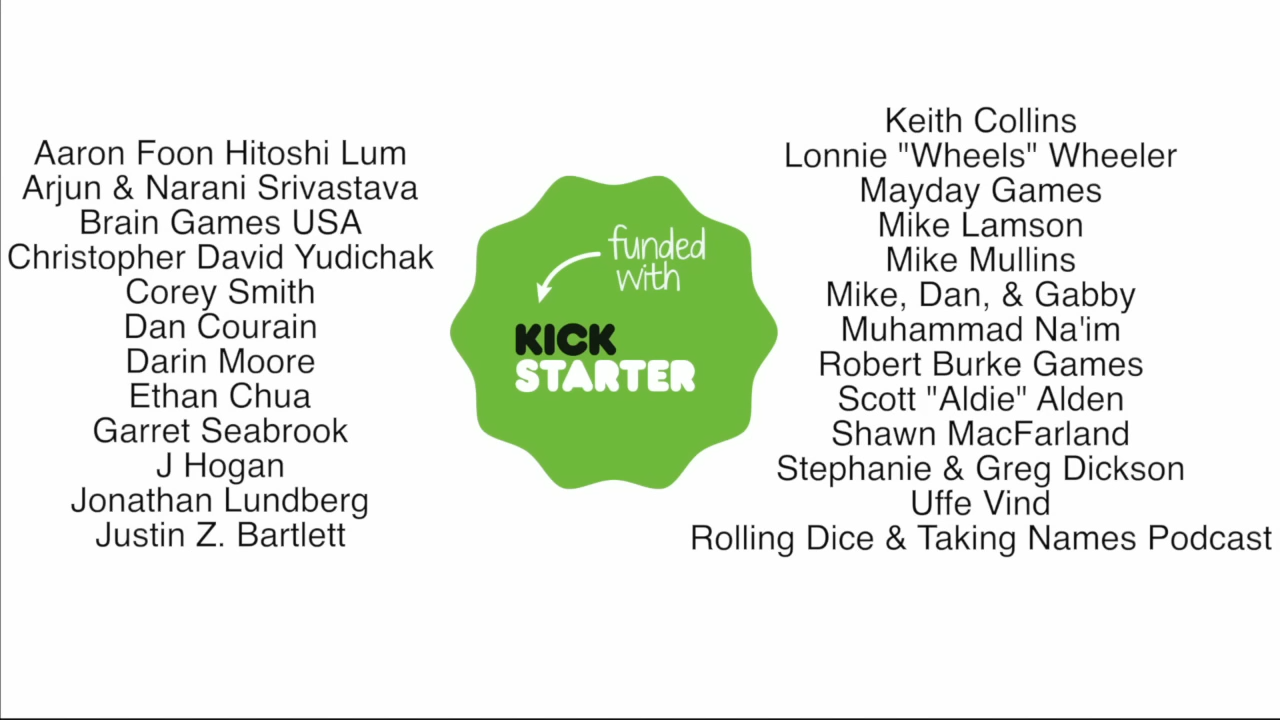 Aaron Foon Hitoshi Lum
Arjun & Narani Srivastava
Brain Games USA
Christopher David Yudichak
Corey Smith
Dan Courain
Darin Moore
Ethan Chua
Garret Seabrook
J Hogan
Jonathan Lundberg
Justin Z. Bartlett
funded
with
KICK
STARTER
Keith Collins
Lonnie "Wheels" Wheeler
Mayday Games
Mike Lamson
Mike Mullins
Mike, Dan, & Gabby
Muhammad Na'im
Robert Burke Games
Scott "Aldie" Alden
Shawn MacFarland
Stephanie & Greg Dickson
Uffe Vind
Rolling Dice & Taking Names Podcast